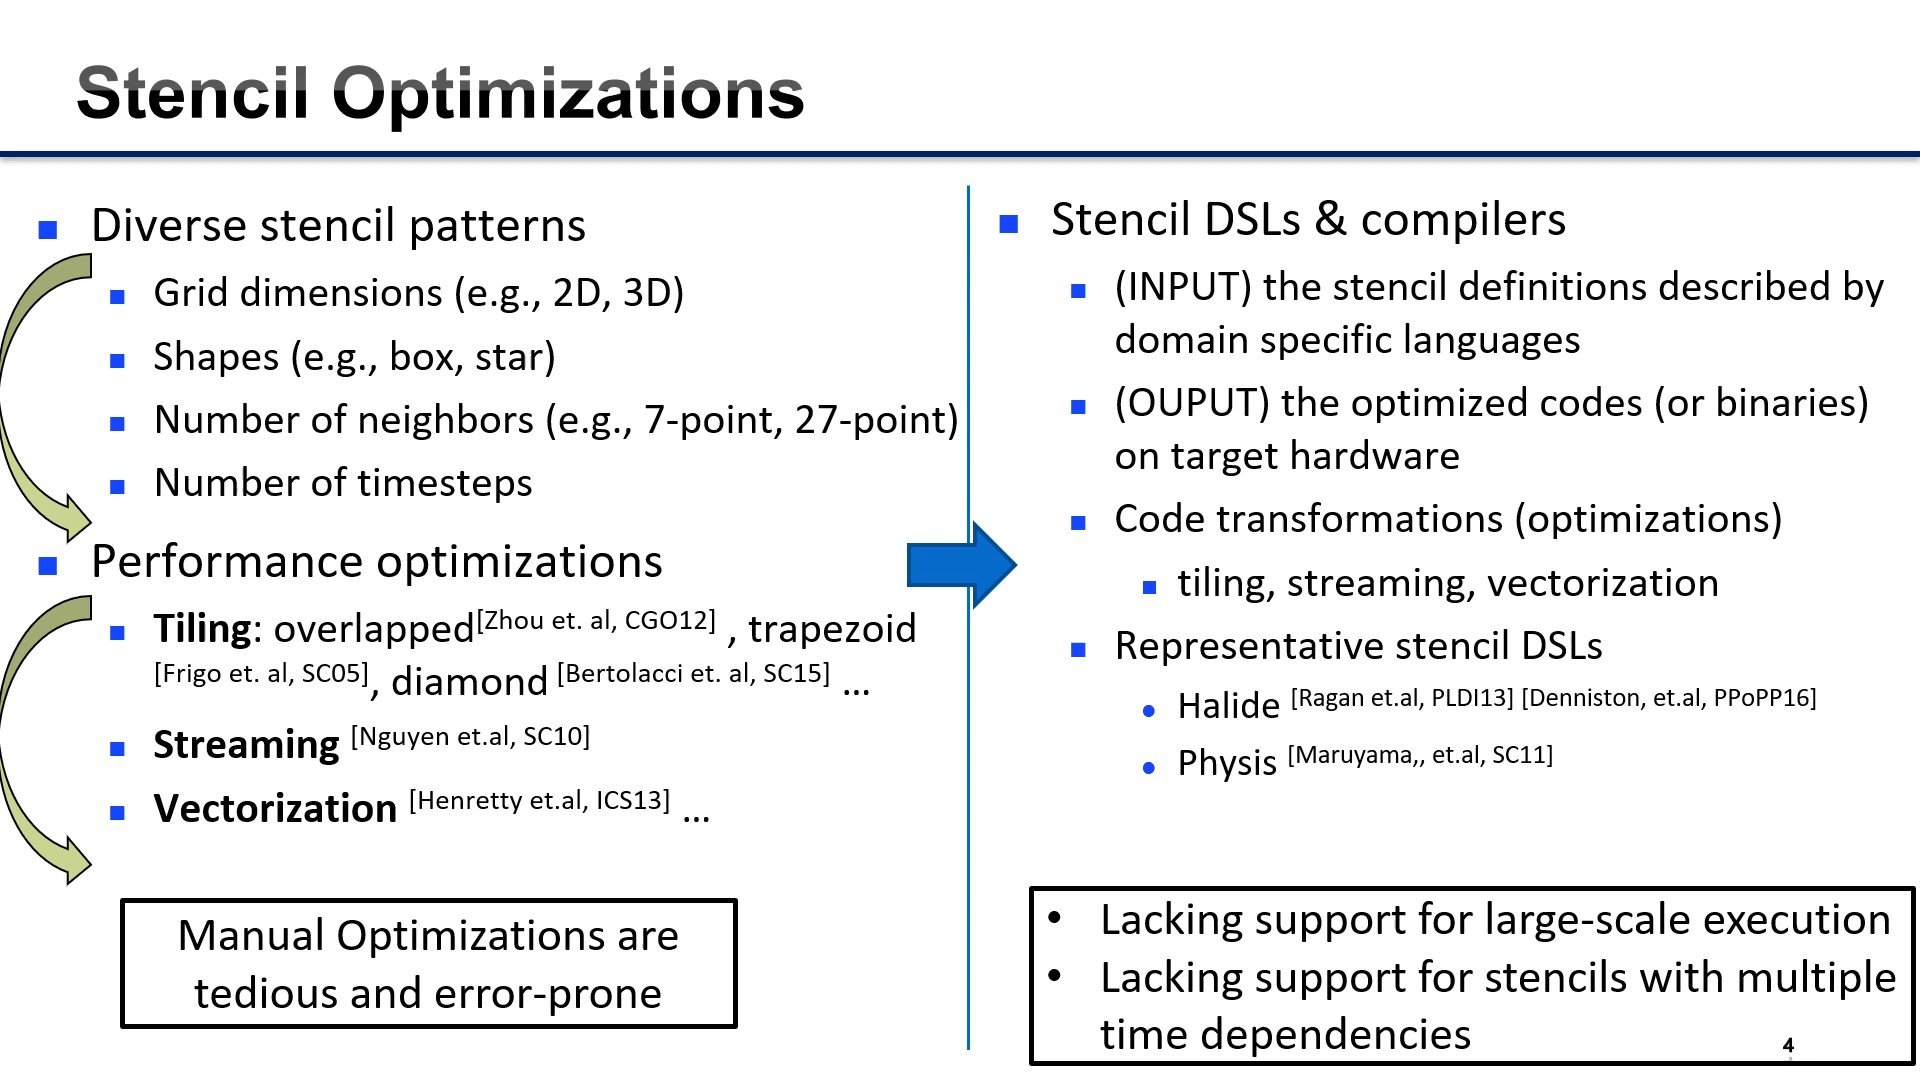 Stencil Optimizations
Diverse stencil patterns
Grid dimensions (e.g., 2D, 3D)
Shapes (e.g., box, star)
Number of neighbors (e.g., 7-point, 27-point)
Number of timesteps
Performance optimizations
Tiling: overlapped[Zhou et. al, CGO12] , trapezoid
[Frigo et. al, SC05], diamond [Bertolacci et. al, SC15] ...
Streaming [Nguyen et.al, SC10]
Vectorization [Henretty et.al, ICS13] ...
Manual Optimizations are
tedious and error-prone
Stencil DSLs & compilers
(INPUT) the stencil definitions described by
domain specific languages
(OUPUT) the optimized codes (or binaries)
on target hardware
Code transformations (optimizations)
tiling, streaming, vectorization
Representative stencil DSLs
Halide [Ragan et.al, PLDI13] [Denniston, et.al, PPoPP16]
Physis [Maruyama,, et.al, SC11]
• Lacking support for large-scale execution
• Lacking support for stencils with multiple
time dependencies
4